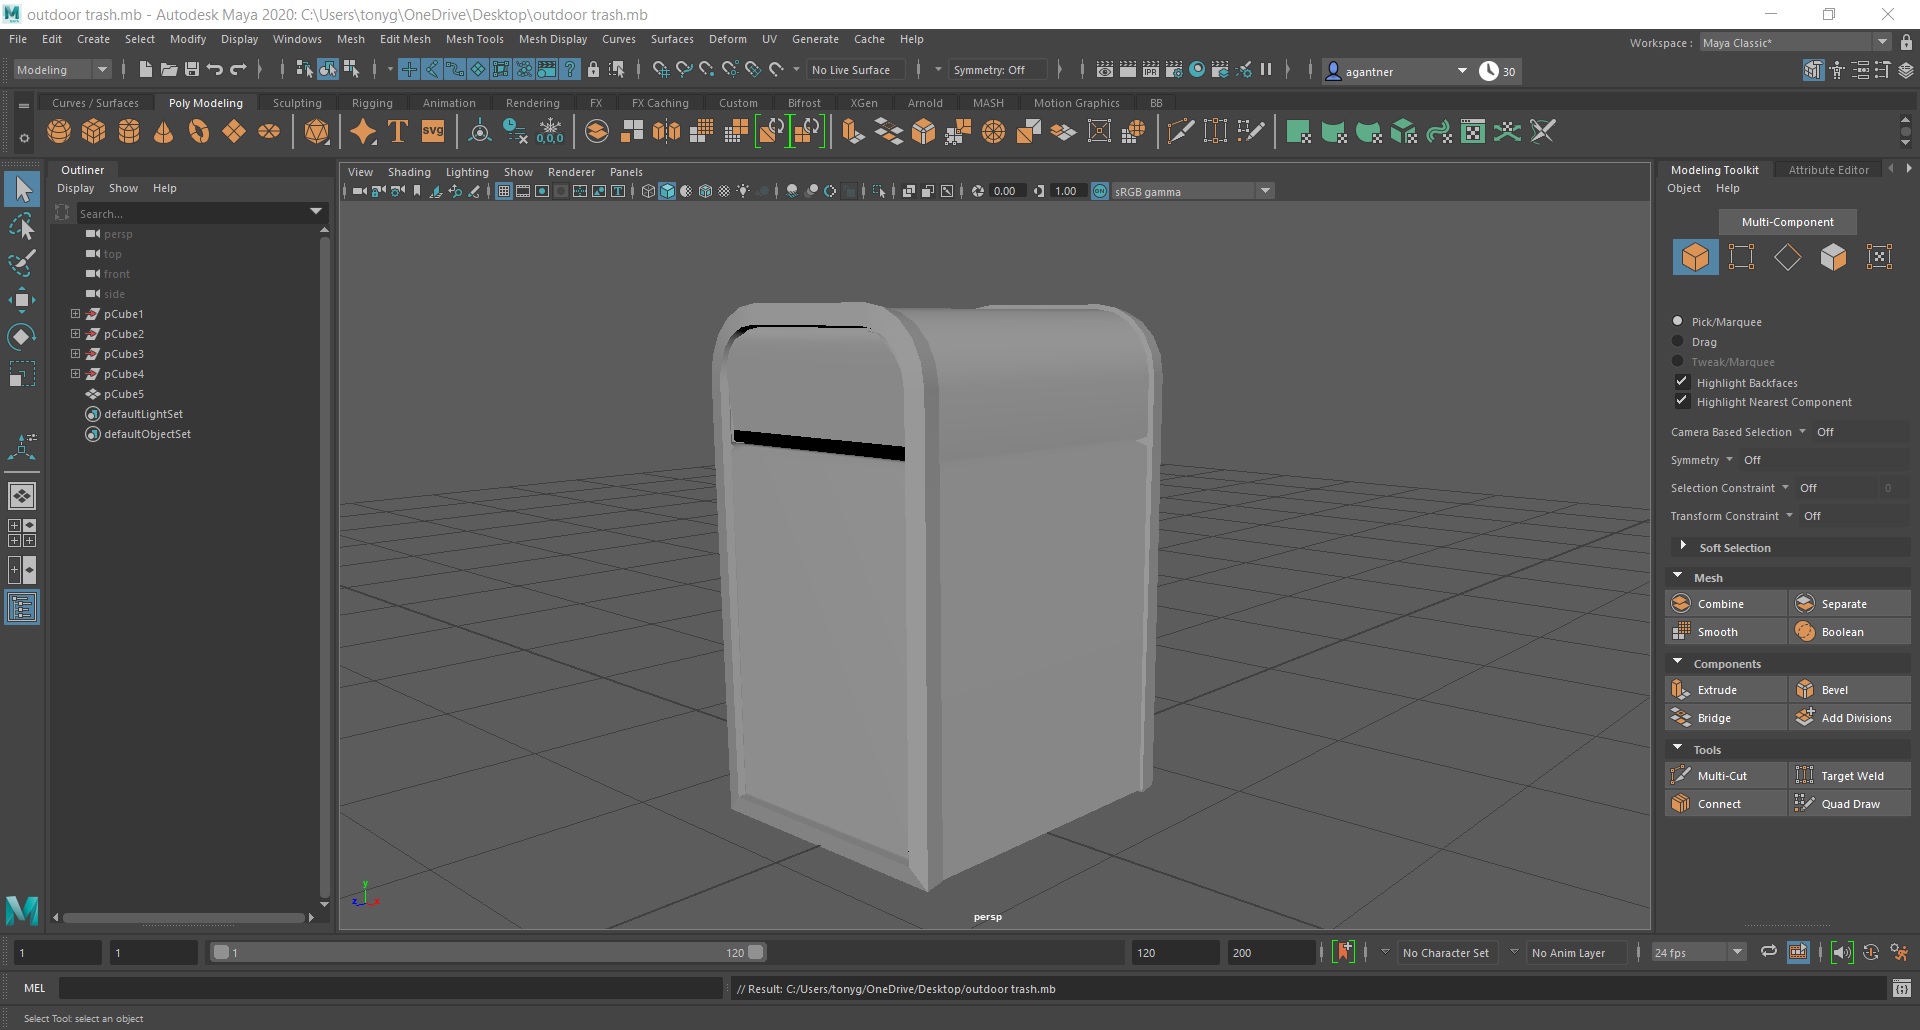 outdoor trash.mb - Autodesk Maya 2020: C:\Users\tonyg\OneDrive\Desktop\outdoor trash.mb
File Edit Create Select Modify Display Windows Mesh Edit Mesh Mesh Tools Mesh Display Curves Surfaces Deform UV Generate Cache Help
Workspace : Maya Classic*
Modeling No Live Surface Symmetry: Off agantner 30
Curves / Surfaces Poly Modeling Sculpting Rigging Animation Rendering FX FX Caching Custom Bifrost XGen Arnold MASH Motion Graphics BB
T SVG 0,0,0
Outliner
Display Show Help
Search...
persp
top
front
side
pCube1
pCube2
pCube3
pCube4
pCube5
defaultLightSet
defaultObjectSet
View Shading Lighting Show Renderer Panels
0.00 1.00 ON sRGB gamma
y
z x
persp
Modeling Toolkit Attribute Editor
Object Help
Multi-Component
Pick/Marquee
Drag
Tweak/Marquee
Highlight Backfaces
Highlight Nearest Component
Camera Based Selection Off
Symmetry Off
Selection Constraint Off 0
Transform Constraint Off
Soft Selection
Mesh
Combine Separate
Smooth Boolean
Components
Extrude Bevel
Bridge Add Divisions
Tools
Multi-Cut Target Weld
Connect Quad Draw
1 1 1 120 120 200 No Character Set No Anim Layer 24 fps
MEL // Result: C:/Users/tonyg/OneDrive/Desktop/outdoor trash.mb
Select Tool: select an object